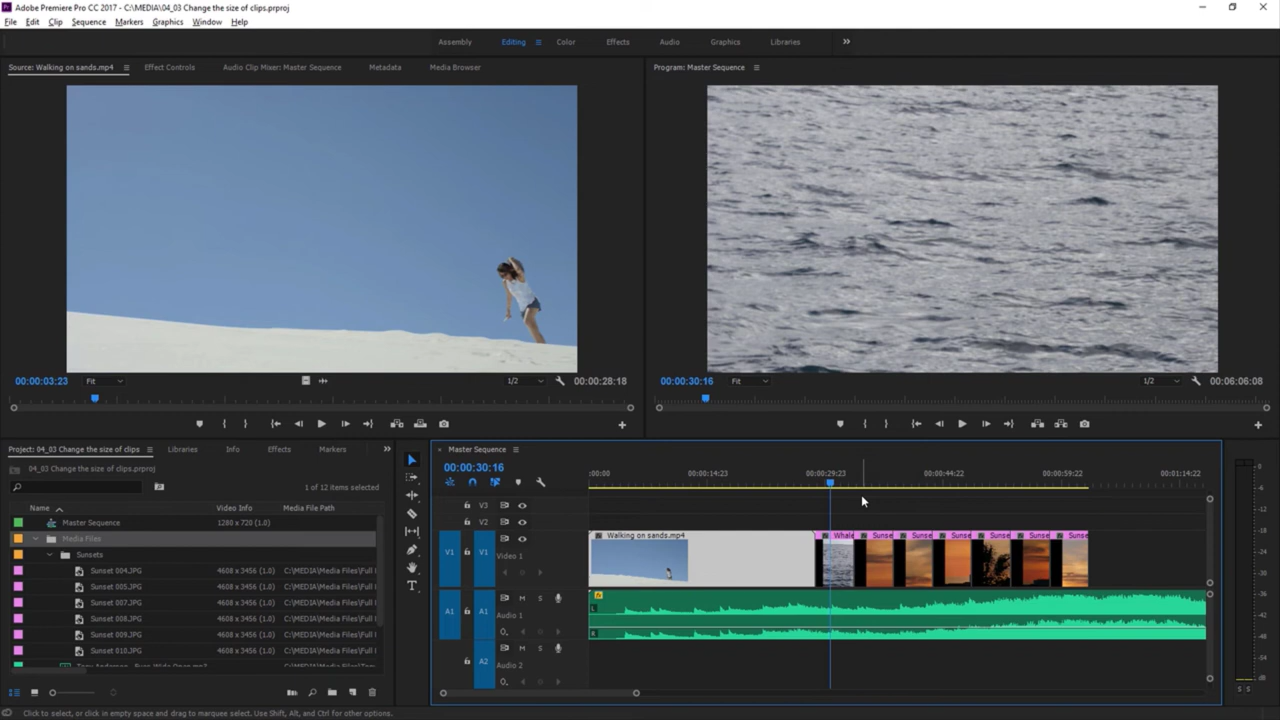 Adobe Premiere Pro CC 2017 - C:\MEDIA\04_03 Change the size of clips.prproj
File Edit Clip Sequence Markers Graphics Window Help
Assembly Editing Color Effects Audio Graphics Libraries
Source: Walking on sands.mp4 Effect Controls Audio Clip Mixer: Master Sequence Metadata Media Browser
Program: Master Sequence
00:00:03:23 Fit 1/2 00:00:28:18
00:00:30:16 Fit 1/2 00:06:06:08
Project: 04_03 Change the size of clips Libraries Info Effects Markers
04_03 Change the size of clips.prproj
1 of 12 items selected
Name Video Info Media File Path
Master Sequence 1280 x 720 (1.0)
Media Files
Sunsets
Sunset 004.JPG 4608 x 3456 (1.0) C:\MEDIA\Media Files\Full
Sunset 005.JPG 4608 x 3456 (1.0) C:\MEDIA\Media Files\Full
Sunset 007.JPG 4608 x 3456 (1.0) C:\MEDIA\Media Files\Full
Sunset 008.JPG 4608 x 3456 (1.0) C:\MEDIA\Media Files\Full
Sunset 009.JPG 4608 x 3456 (1.0) C:\MEDIA\Media Files\Full
Sunset 010.JPG 4608 x 3456 (1.0) C:\MEDIA\Media Files\Full
Master Sequence
00:00:30:16
:00:00 00:00:14:23 00:00:29:23 00:00:44:22 00:00:59:22 00:01:14:22
V3
V2
V1 V1 Video 1
Walking on sands.mp4 Whale Sunse Sunse Sunse Sunse Sunse Sunse
A1 A1 M S Audio 1
L
R
A2 M S Audio 2
0
-6
-12
-18
-24
-30
-36
-42
-48
-54
dB
S S
Click to select, or click in empty space and drag to marquee select. Use Shift, Alt, and Ctrl for other options.